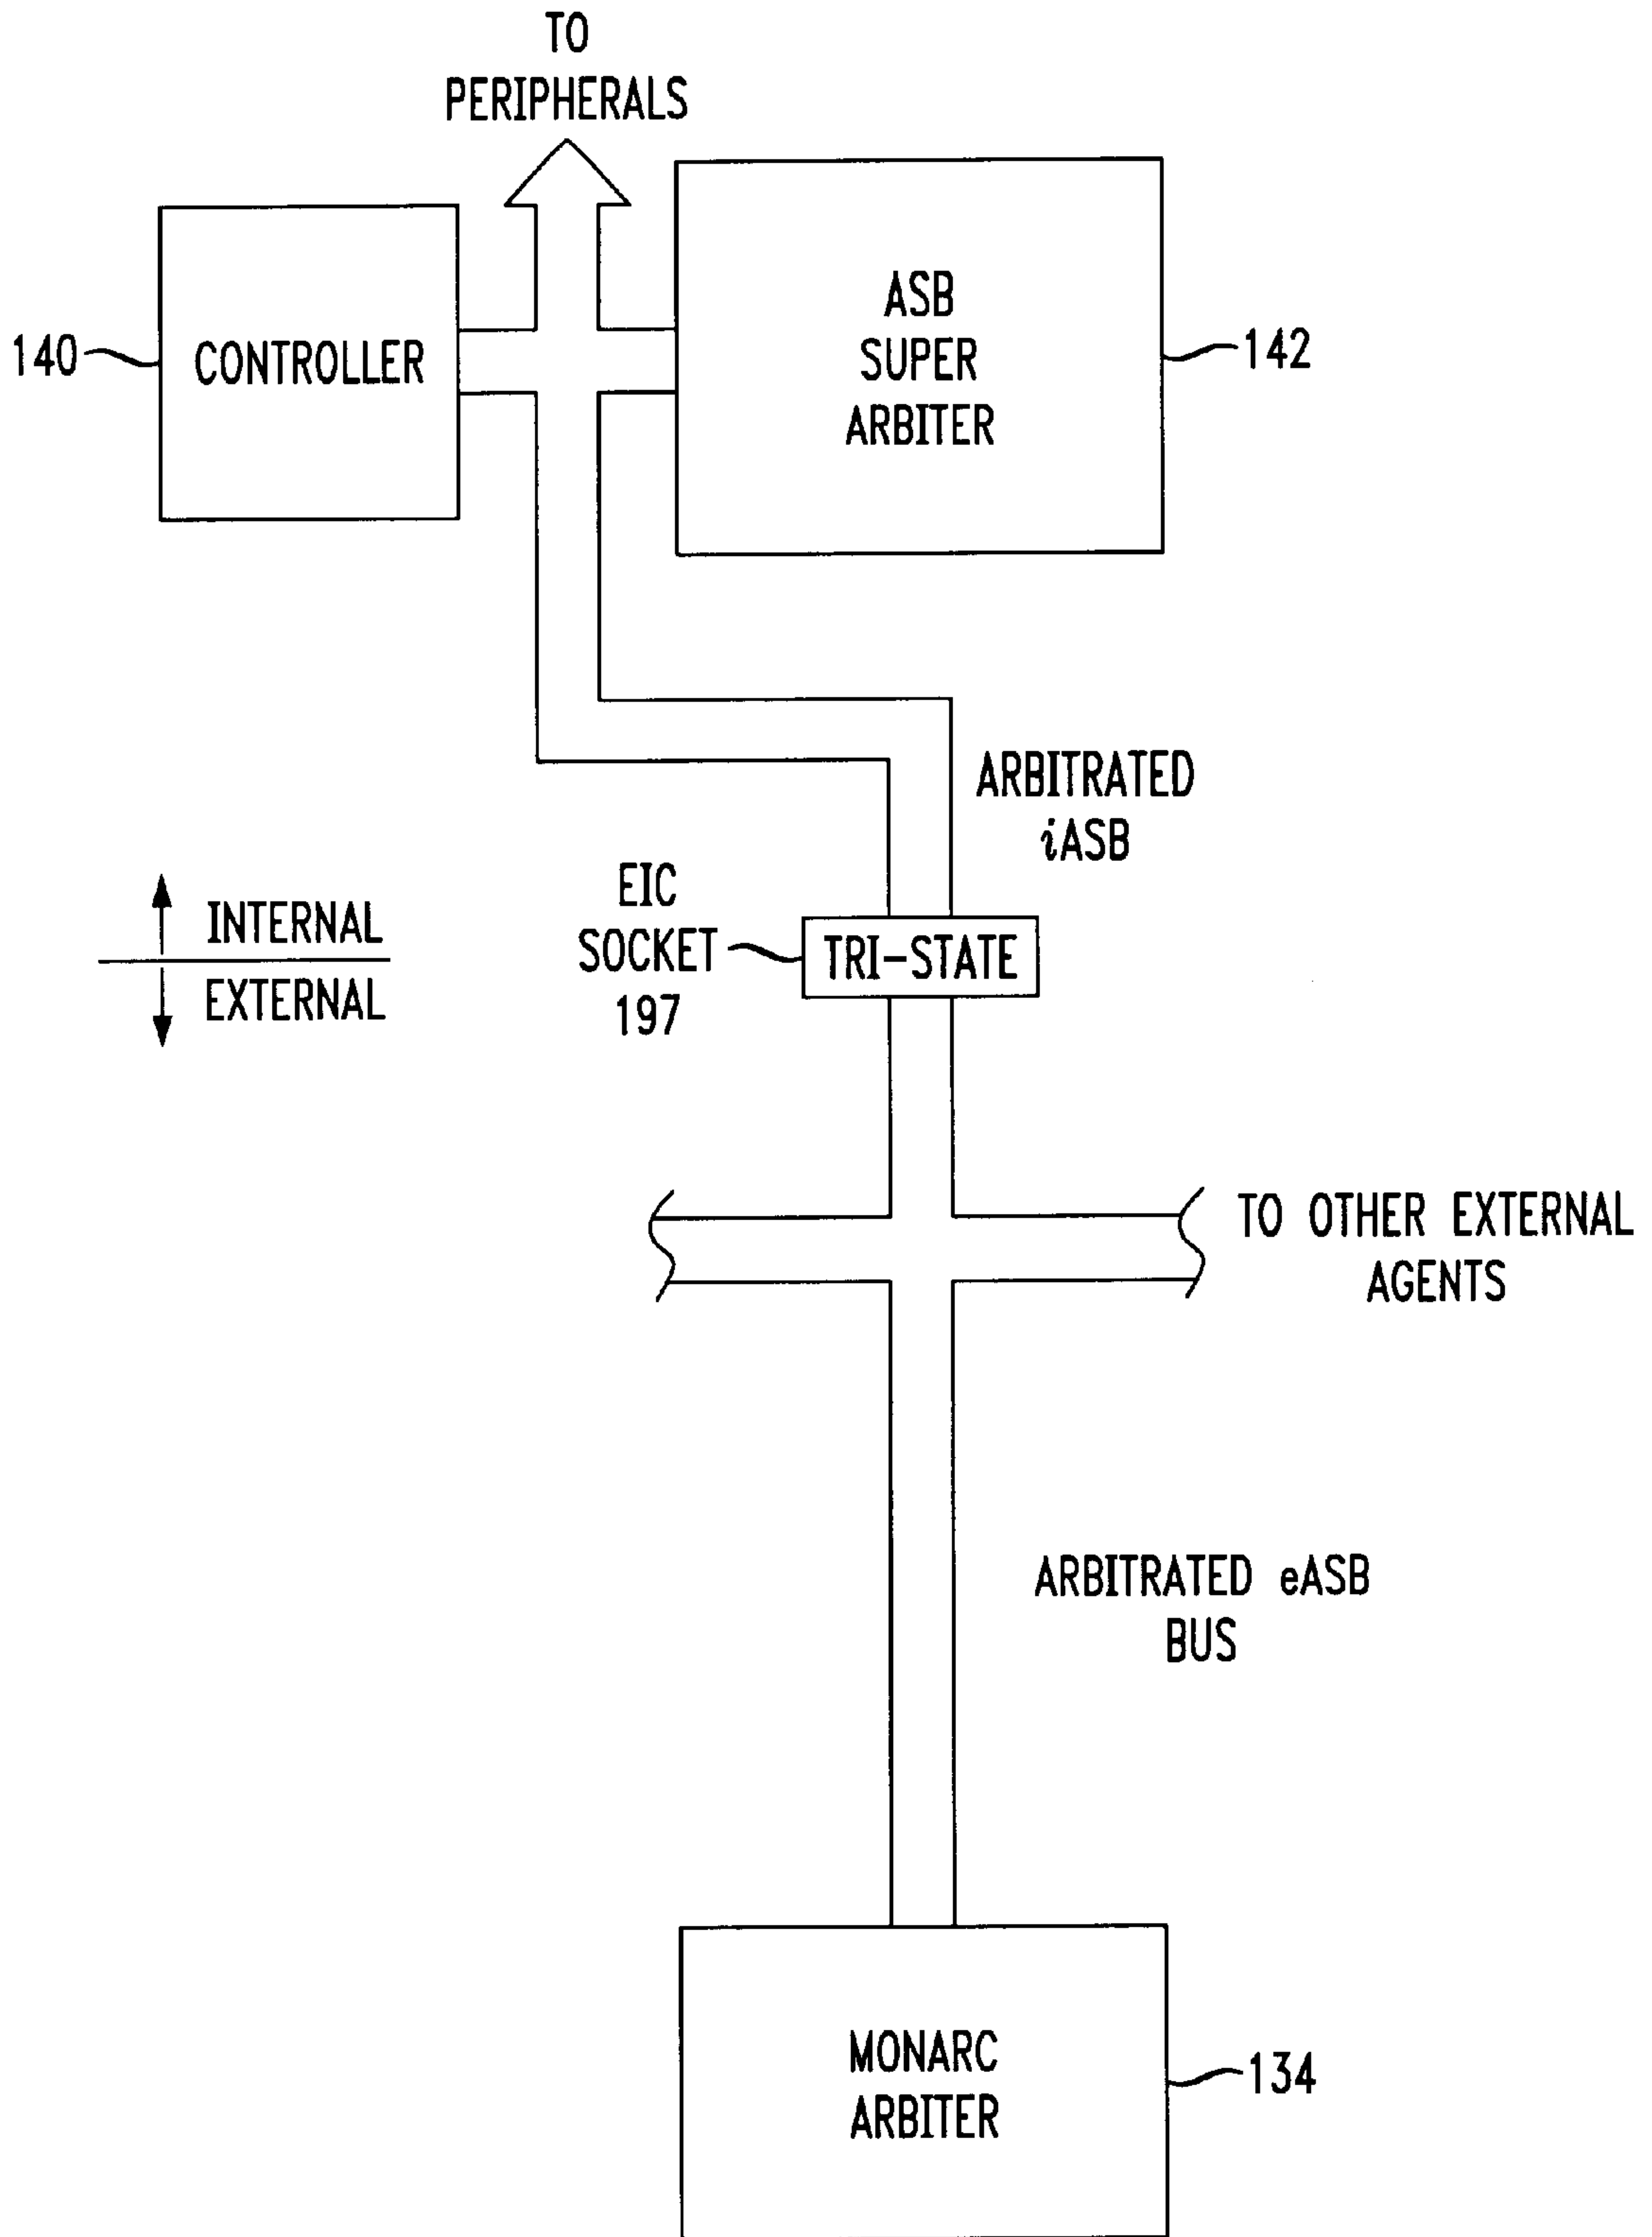 TO
PERIPHERALS
140
CONTROLLER
ASB
SUPER
ARBITER
142
ARBITRATED
iASB
INTERNAL
EXTERNAL
EIC
SOCKET
197
TRI-STATE
TO OTHER EXTERNAL
AGENTS
ARBITRATED eASB
BUS
MONARC
ARBITER
134